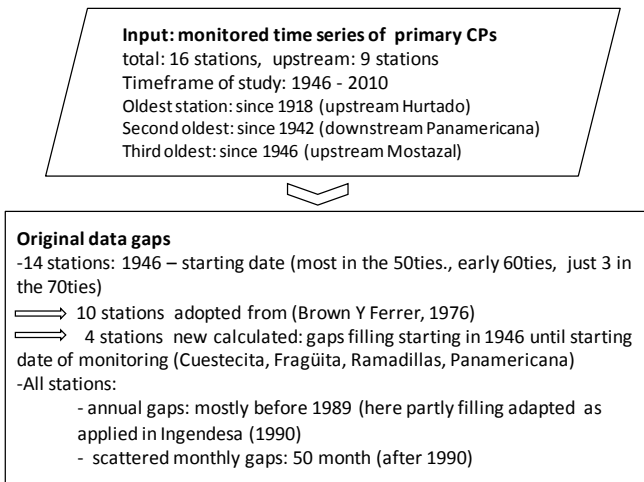 Input: monitored time series of primary CPs
total: 16 stations, upstream: 9 stations
Timeframe of study: 1946 - 2010
Oldest station: since 1918 (upstream Hurtado)
Second oldest: since 1942 (downstream Panamericana)
Third oldest: since 1946 (upstream Mostazal)
Original data gaps
-14 stations: 1946 – starting date (most in the 50ties., early 60ties, just 3 in
the 70ties)
10 stations adopted from (Brown Y Ferrer, 1976)
4 stations new calculated: gaps filling starting in 1946 until starting
date of monitoring (Cuestecita, Fragüita, Ramadillas, Panamericana)
-All stations:
- annual gaps: mostly before 1989 (here partly filling adapted as
applied in Ingendesa (1990)
- scattered monthly gaps: 50 month (after 1990)